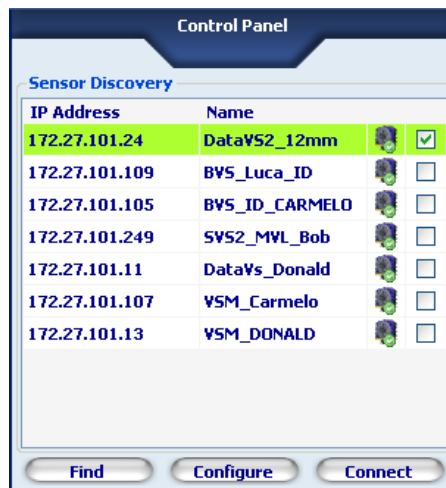 Control Panel
Sensor Discovery
IP Address Name
172.27.101.24 DataVS2_12mm
172.27.101.109 BVS_Luca_ID
172.27.101.105 BVS_ID_CARMELO
172.27.101.249 SVS2_MVL_Bob
172.27.101.11 DataVs_Donald
172.27.101.107 VSM_Carmelo
172.27.101.13 VSM_DONALD
Find Configure Connect